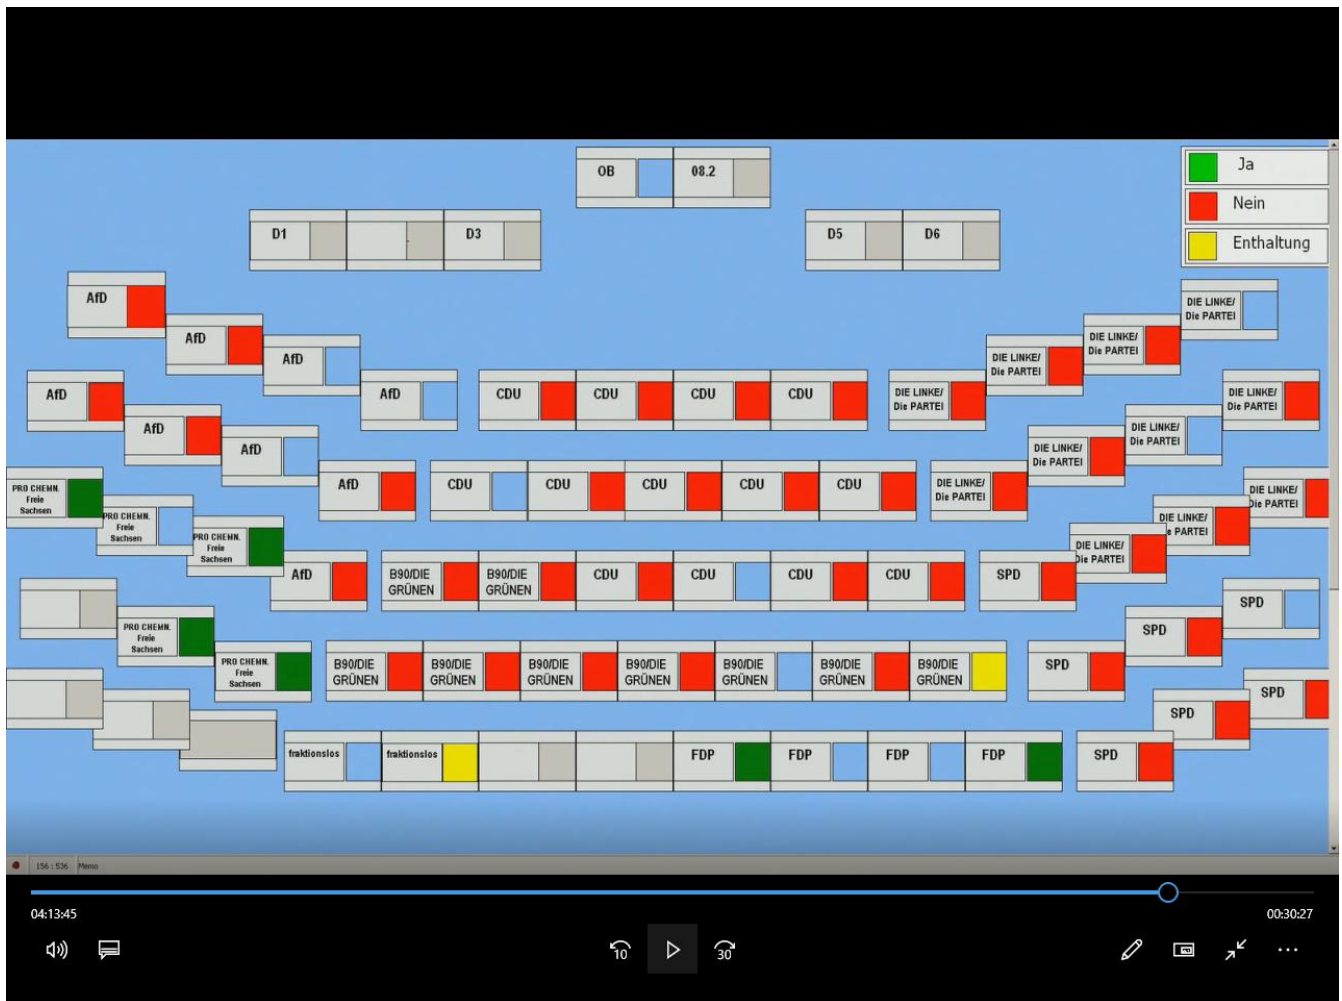 OB
08.2
Ja
Nein
Enthaltung
D1
D3
D5
D6
AfD
AfD
AfD
AfD
CDU
CDU
CDU
CDU
DIE LINKE/
Die PARTEI
DIE LINKE/
Die PARTEI
DIE LINKE/
Die PARTEI
DIE LINKE/
Die PARTEI
AfD
AfD
AfD
AfD
CDU
CDU
CDU
CDU
CDU
DIE LINKE/
Die PARTEI
DIE LINKE/
Die PARTEI
DIE LINKE/
Die PARTEI
DIE LINKE/
Die PARTEI
PRO CHEMN.
Freie
Sachsen
PRO CHEMN.
Freie
Sachsen
PRO CHEMN.
Freie
Sachsen
AfD
B90/DIE
GRÜNEN
B90/DIE
GRÜNEN
CDU
CDU
CDU
CDU
SPD
DIE LINKE/
Die PARTEI
DIE LINKE/
Die PARTEI
DIE LINKE/
Die PARTEI
PRO CHEMN.
Freie
Sachsen
PRO CHEMN.
Freie
Sachsen
B90/DIE
GRÜNEN
B90/DIE
GRÜNEN
B90/DIE
GRÜNEN
B90/DIE
GRÜNEN
B90/DIE
GRÜNEN
B90/DIE
GRÜNEN
B90/DIE
GRÜNEN
SPD
SPD
SPD
fraktionslos
fraktionslos
FDP
FDP
FDP
FDP
SPD
SPD
SPD
156 : 536 Memo
04:13:45
00:30:27
10
30